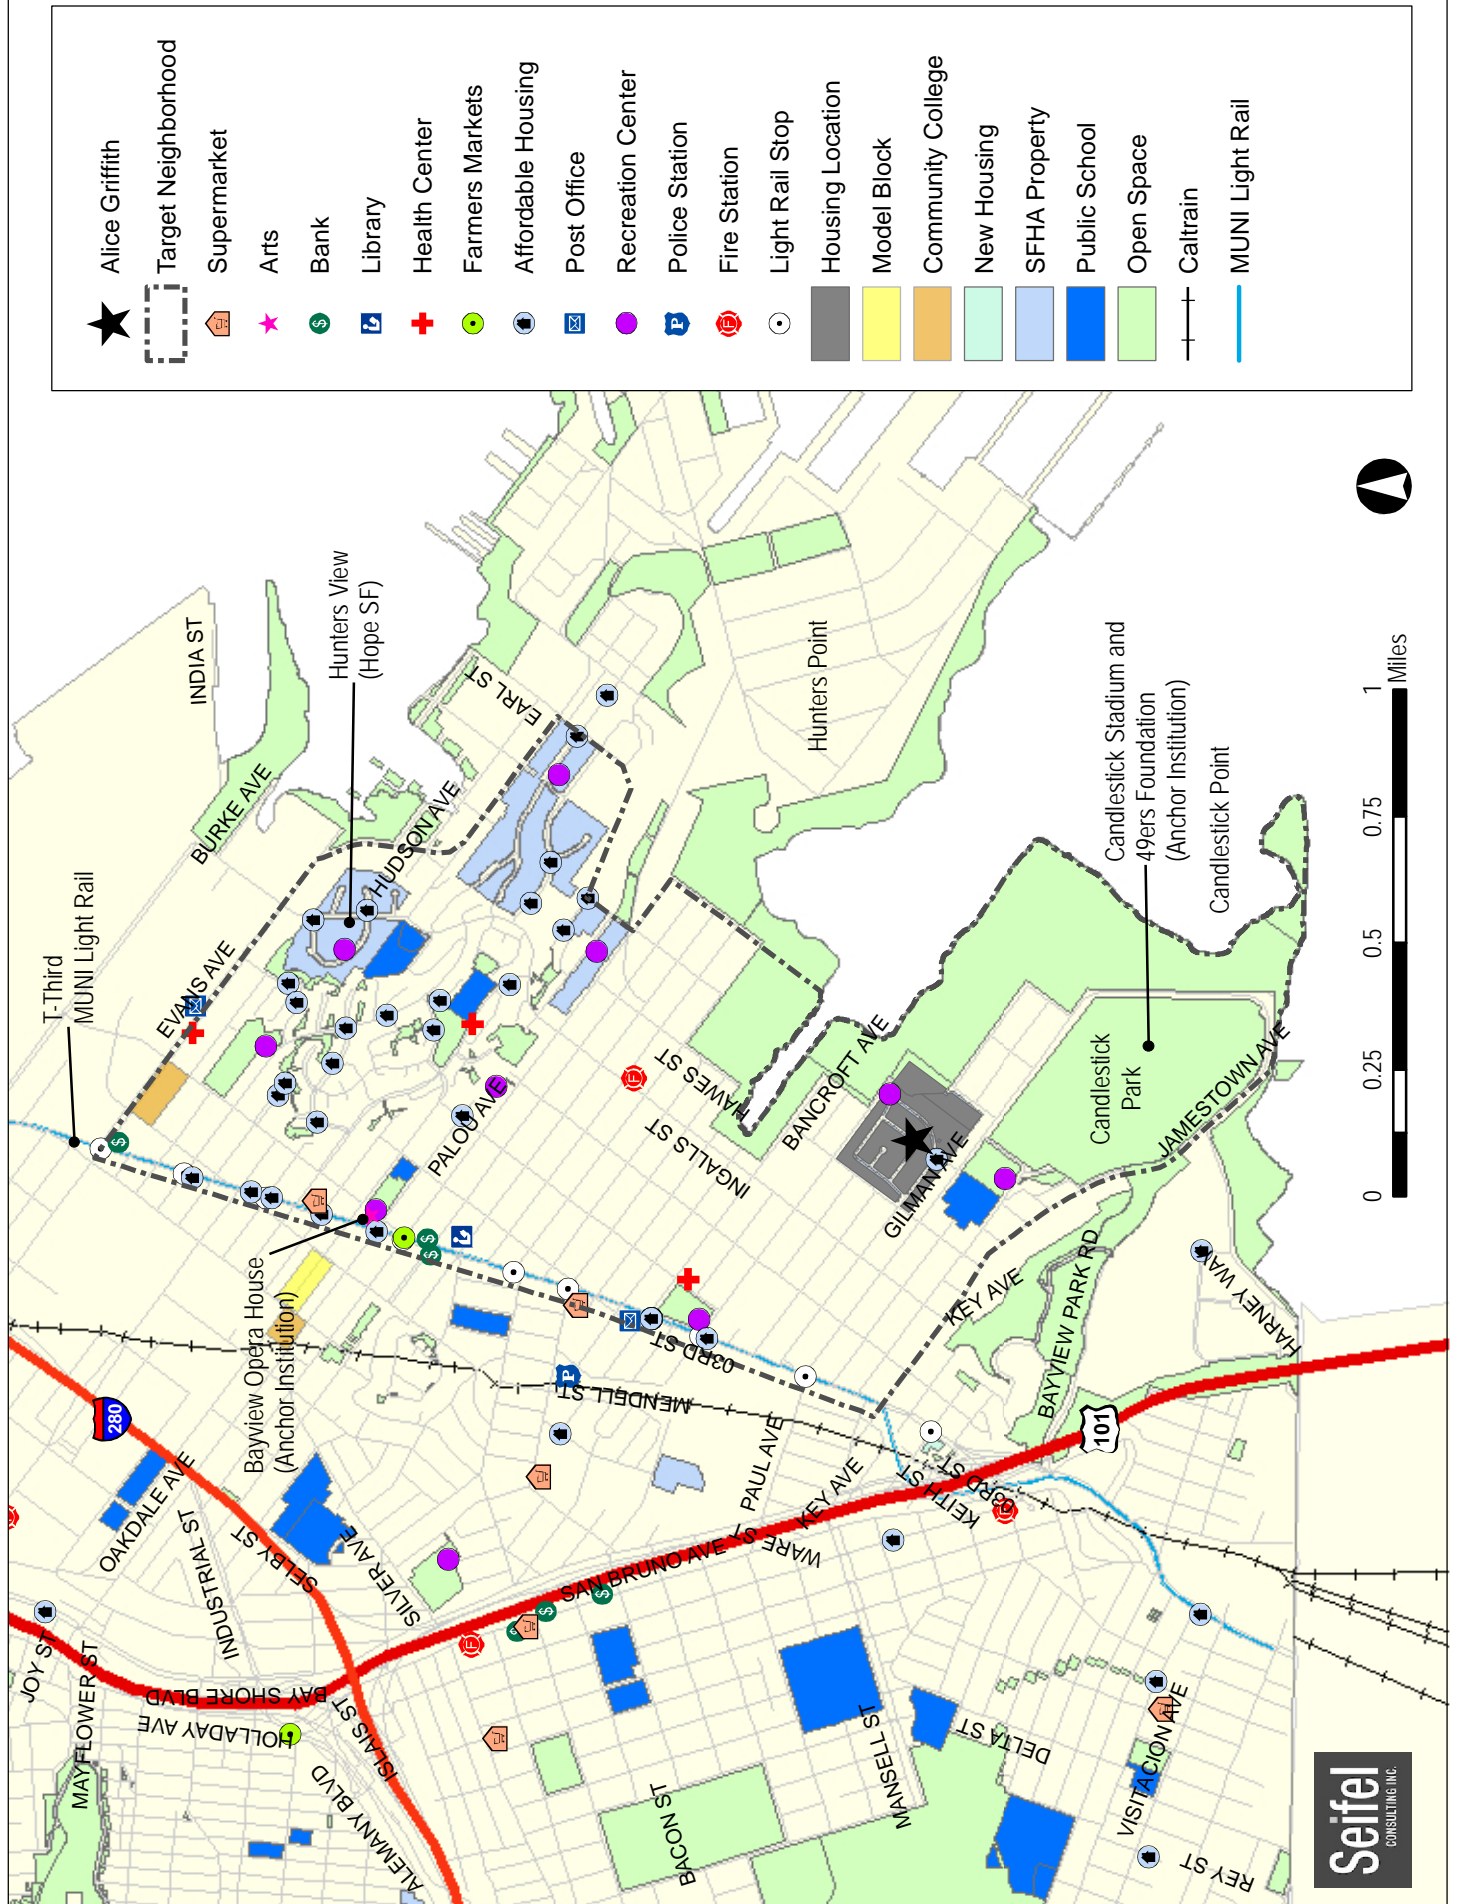 Alice Griffith
Target Neighborhood
Supermarket
Arts
Bank
Library
Health Center
Farmers Markets
Affordable Housing
Post Office
Recreation Center
Police Station
Fire Station
Light Rail Stop
Housing Location
Model Block
Community College
New Housing
SFHA Property
Public School
Open Space
Caltrain
MUNI Light Rail
T-Third
MUNI Light Rail
INDIA ST
BURKE AVE
EVANS AVE
Hunters View
(Hope SF)
HUDSON AVE
EARL ST
Hunters Point
PALOU AVE
HAWES ST
INGALLS ST
BANCROFT AVE
GILMAN AVE
Candlestick Stadium and
49ers Foundation
(Anchor Institution)
Candlestick Point
Candlestick
Park
JAMESTOWN AVE
KEY AVE
BAYVIEW PARK RD
HARNEY WAY
Bayview Opera House
(Anchor Institution)
280
OAKDALE AVE
INDUSTRIAL ST
SELBY ST
SILVER AVE
03RD ST
MENDELL ST
PAUL AVE
KEY AVE
WARE ST
KEITH ST
03RD ST
101
SAN BRUNO AVE
JOY ST
MAYFLOWER ST
BAY SHORE BLVD
HOLLADAY AVE
ISLAIS ST
ALEMANY BLVD
BACON ST
MANSELL ST
DELTA ST
VISITACION AVE
REY ST
0
0.25
0.5
0.75
1
Miles
Seifel
CONSULTING INC.